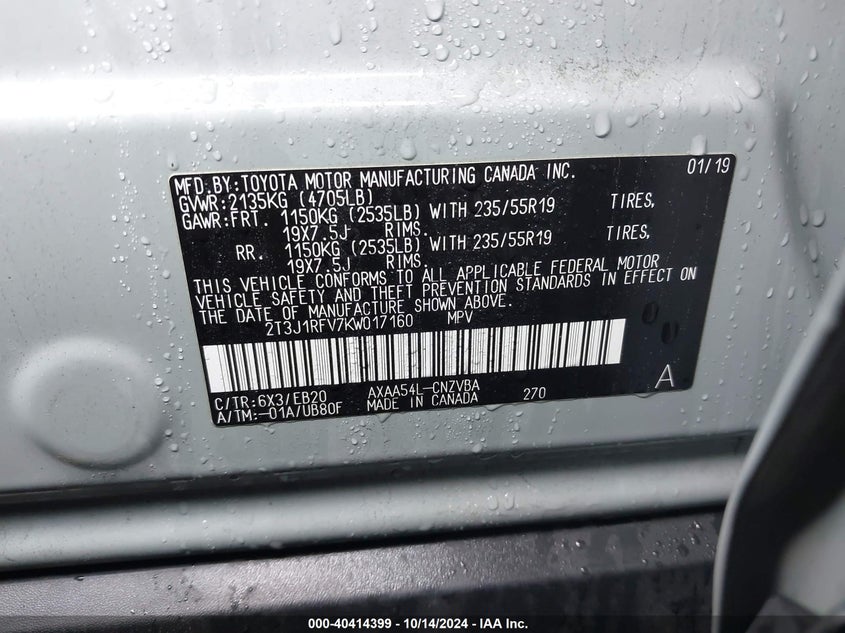 MFD.BY:TOYOTA MOTOR MANUFACTURING CANADA INC. 01/19
GVWR:2135KG (4705LB)
GAWR:FRT. 1150KG (2535LB) WITH 235/55R19 TIRES,
19X7.5J RIMS.
RR. 1150KG (2535LB) WITH 235/55R19 TIRES,
19X7.5J RIMS.
THIS VEHICLE CONFORMS TO ALL APPLICABLE FEDERAL MOTOR
VEHICLE SAFETY AND THEFT PREVENTION STANDARDS IN EFFECT ON
THE DATE OF MANUFACTURE SHOWN ABOVE.
2T3J1RFV7KW017160 MPV
C/TR:6X3/EB20 AXAA54L-CNZVBA 270 A
A/TM:-01A/UB80F MADE IN CANADA
000-40414399 - 10/14/2024 - IAA Inc.